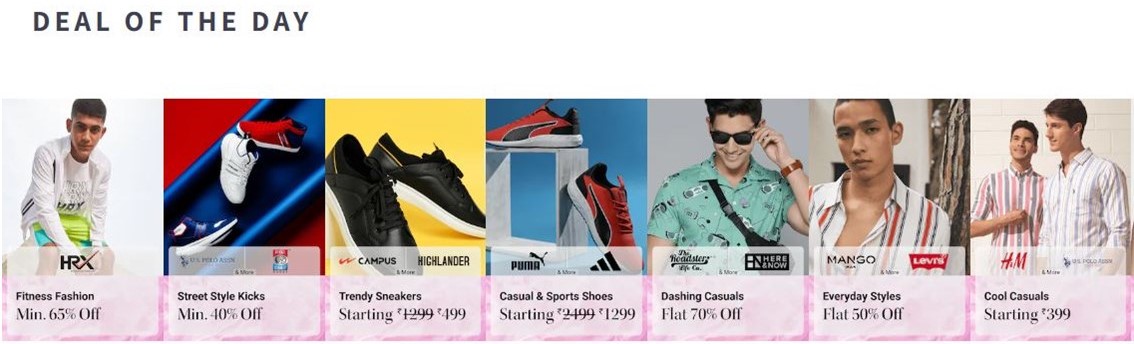 DEAL OF THE DAY
HRX
Fitness Fashion
Min. 65% Off
U.S. POLO ASSN
& More
Street Style Kicks
Min. 40% Off
CAMPUS HIGHLANDER
& More
Trendy Sneakers
Starting ₹1299 ₹499
PUMA
& More
Casual & Sports Shoes
Starting ₹2499 ₹1299
The Roadster Life Co.
HERE & NOW
& More
Dashing Casuals
Flat 70% Off
MANGO
MAN
LEVI'S
& More
Everyday Styles
Flat 50% Off
H&M
U.S. POLO ASSN
& More
Cool Casuals
Starting ₹399